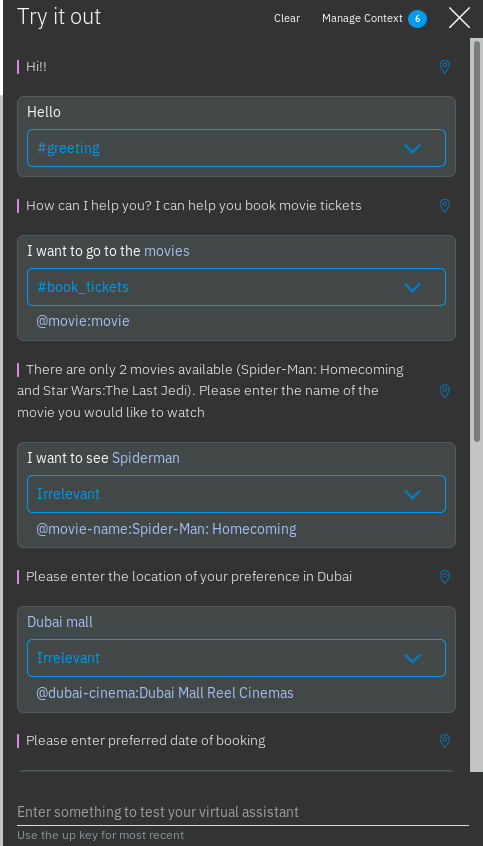 Try it out
Clear
Manage Context 6
Hi!!
Hello
#greeting
How can I help you? I can help you book movie tickets
I want to go to the movies
#book_tickets
@movie:movie
There are only 2 movies available (Spider-Man: Homecoming
and Star Wars:The Last Jedi). Please enter the name of the
movie you would like to watch
I want to see Spiderman
Irrelevant
@movie-name:Spider-Man: Homecoming
Please enter the location of your preference in Dubai
Dubai mall
Irrelevant
@dubai-cinema:Dubai Mall Reel Cinemas
Please enter preferred date of booking
Enter something to test your virtual assistant
Use the up key for most recent